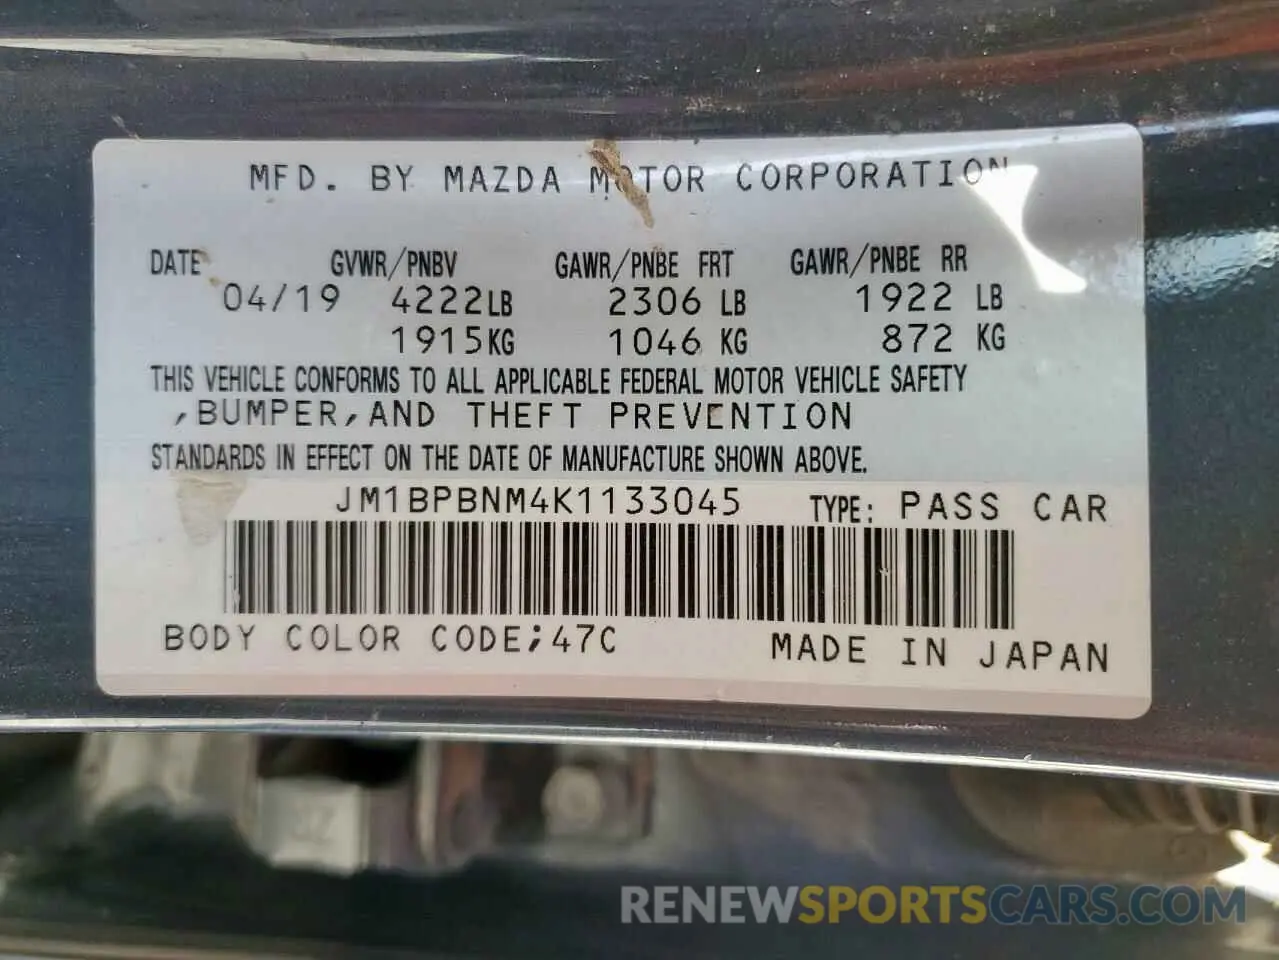 MFD. BY MAZDA MOTOR CORPORATION
DATE GVWR/PNBV GAWR/PNBE FRT GAWR/PNBE RR
04/19 4222LB 2306 LB 1922 LB
1915KG 1046 KG 872 KG
THIS VEHICLE CONFORMS TO ALL APPLICABLE FEDERAL MOTOR VEHICLE SAFETY
,BUMPER,AND THEFT PREVENTION
STANDARDS IN EFFECT ON THE DATE OF MANUFACTURE SHOWN ABOVE.
JM1BPBNM4K1133045 TYPE: PASS CAR
BODY COLOR CODE;47C MADE IN JAPAN
RENEWSPORTSCARS.COM